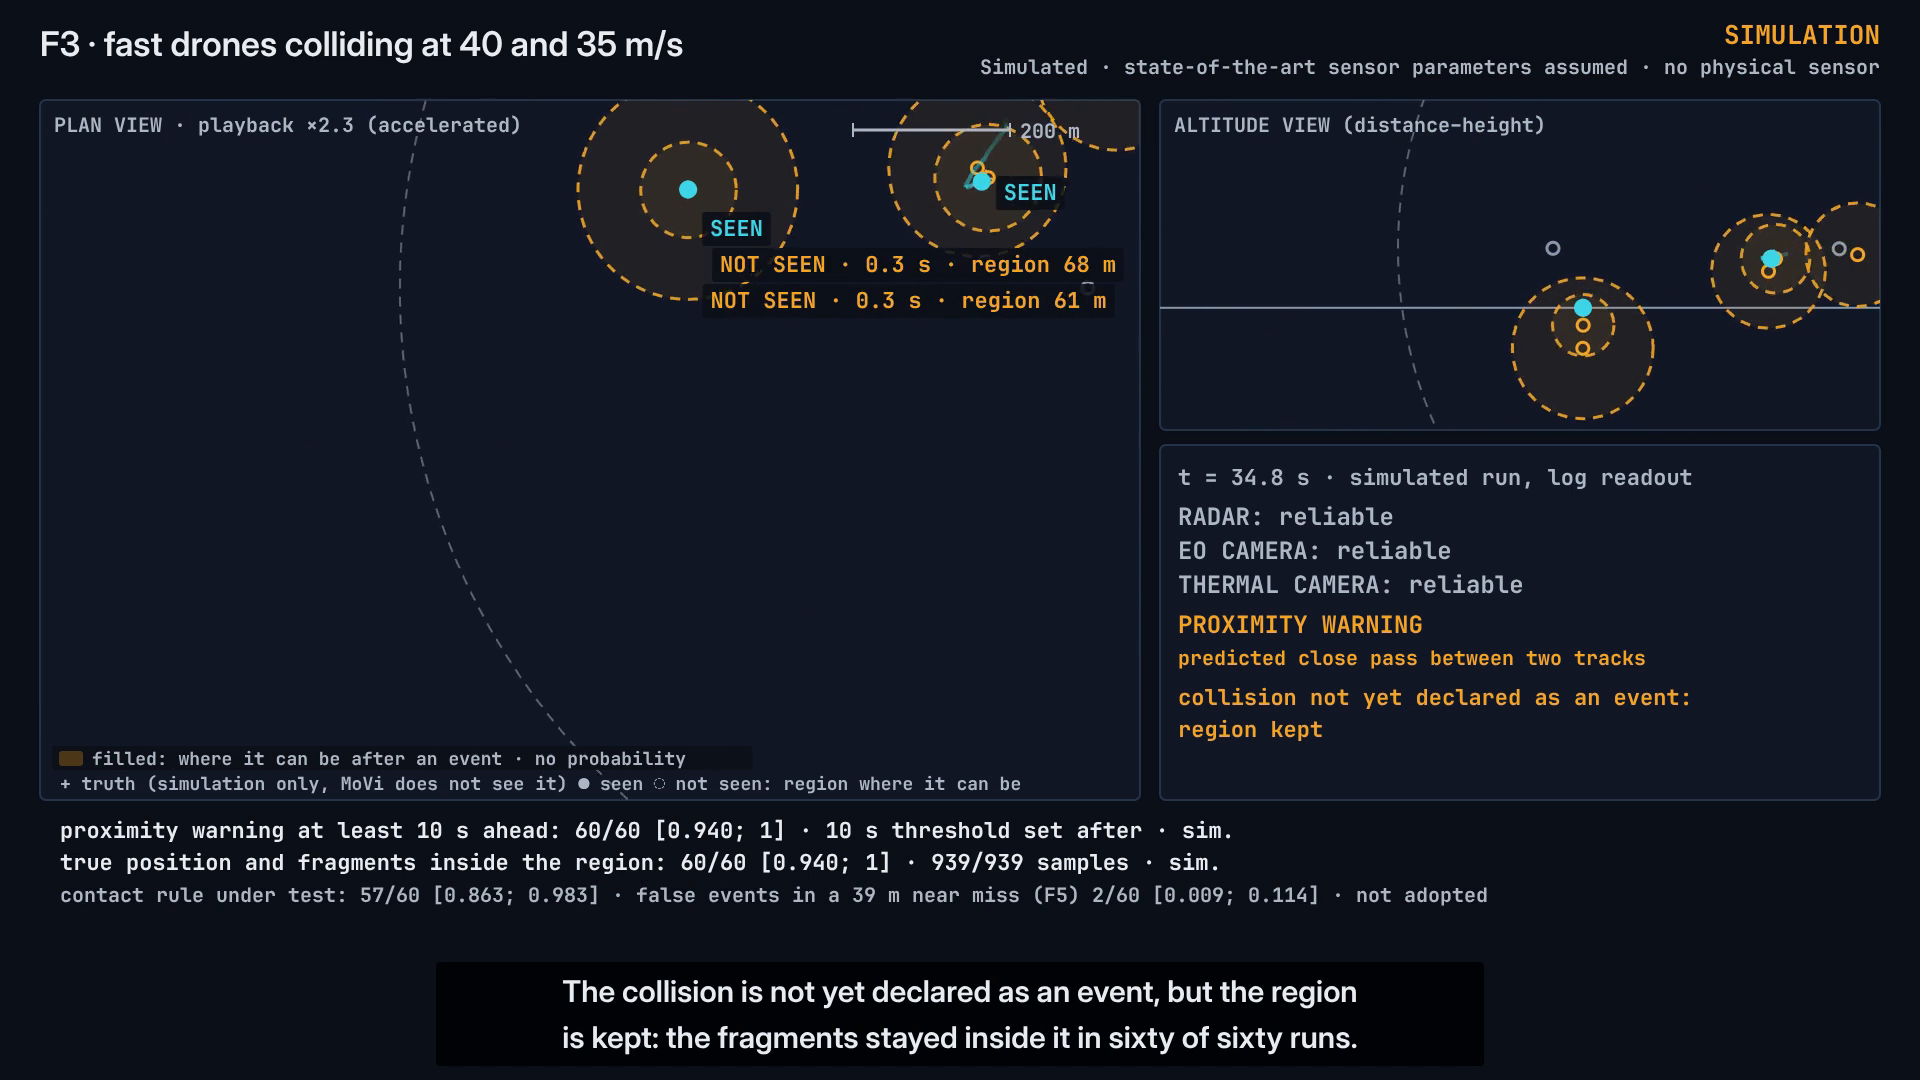 F3 · fast drones colliding at 40 and 35 m/s
SIMULATION
Simulated · state-of-the-art sensor parameters assumed · no physical sensor
PLAN VIEW · playback ×2.3 (accelerated)
200 m
SEEN
SEEN
NOT SEEN · 0.3 s · region 68 m
NOT SEEN · 0.3 s · region 61 m
filled: where it can be after an event · no probability
+ truth (simulation only, MoVi does not see it) ● seen ◌ not seen: region where it can be
ALTITUDE VIEW (distance-height)
t = 34.8 s · simulated run, log readout
RADAR: reliable
EO CAMERA: reliable
THERMAL CAMERA: reliable
PROXIMITY WARNING
predicted close pass between two tracks
collision not yet declared as an event:
region kept
proximity warning at least 10 s ahead: 60/60 [0.940; 1] · 10 s threshold set after · sim.
true position and fragments inside the region: 60/60 [0.940; 1] · 939/939 samples · sim.
contact rule under test: 57/60 [0.863; 0.983] · false events in a 39 m near miss (F5) 2/60 [0.009; 0.114] · not adopted
The collision is not yet declared as an event, but the region
is kept: the fragments stayed inside it in sixty of sixty runs.